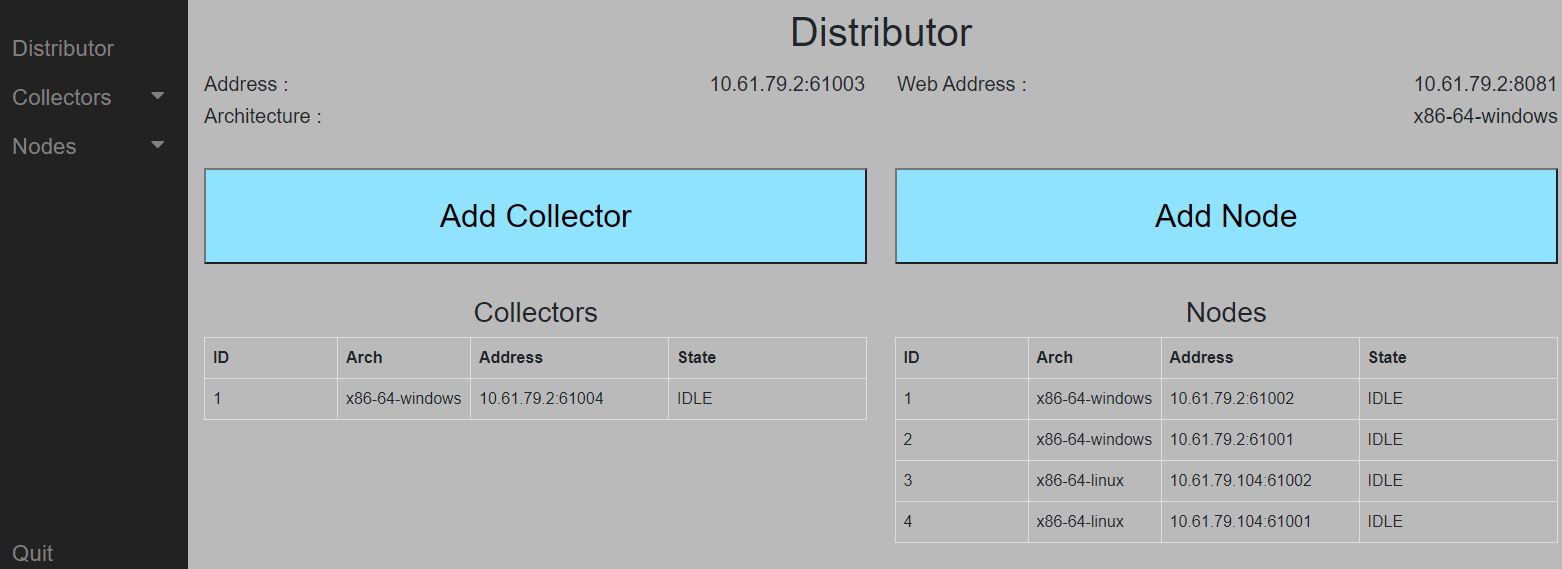 Distributor
Collectors
Nodes
Quit
Distributor
Address : 10.61.79.2:61003 Web Address : 10.61.79.2:8081
Architecture : x86-64-windows
Add Collector Add Node
Collectors
ID Arch Address State
1 x86-64-windows 10.61.79.2:61004 IDLE
Nodes
ID Arch Address State
1 x86-64-windows 10.61.79.2:61002 IDLE
2 x86-64-windows 10.61.79.2:61001 IDLE
3 x86-64-linux 10.61.79.104:61002 IDLE
4 x86-64-linux 10.61.79.104:61001 IDLE